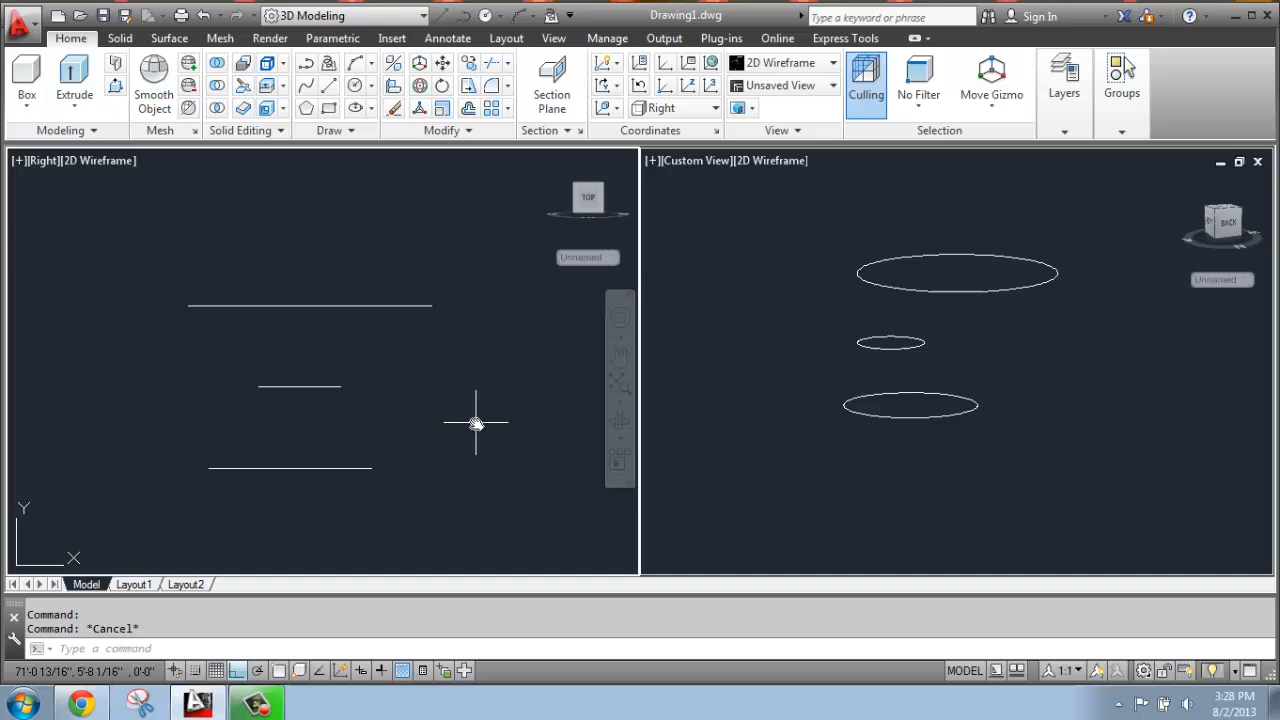 3D Modeling
Drawing1.dwg
Type a keyword or phrase
Sign In
Home Solid Surface Mesh Render Parametric Insert Annotate Layout View Manage Output Plug-ins Online Express Tools
Box
Extrude
Smooth
Object
Section
Plane
Right
2D Wireframe
Unsaved View
Culling
No Filter
Move Gizmo
Layers
Groups
Modeling Mesh Solid Editing Draw Modify Section Coordinates View Selection
[+][Right][2D Wireframe]
TOP
Unnamed
Y
X
[+][Custom View][2D Wireframe]
BACK
Unnamed
Model Layout1 Layout2
Command:
Command: *Cancel*
Type a command
71'-0 13/16", 5'-8 1/16" , 0'-0"
MODEL
1:1
3:28 PM
8/2/2013